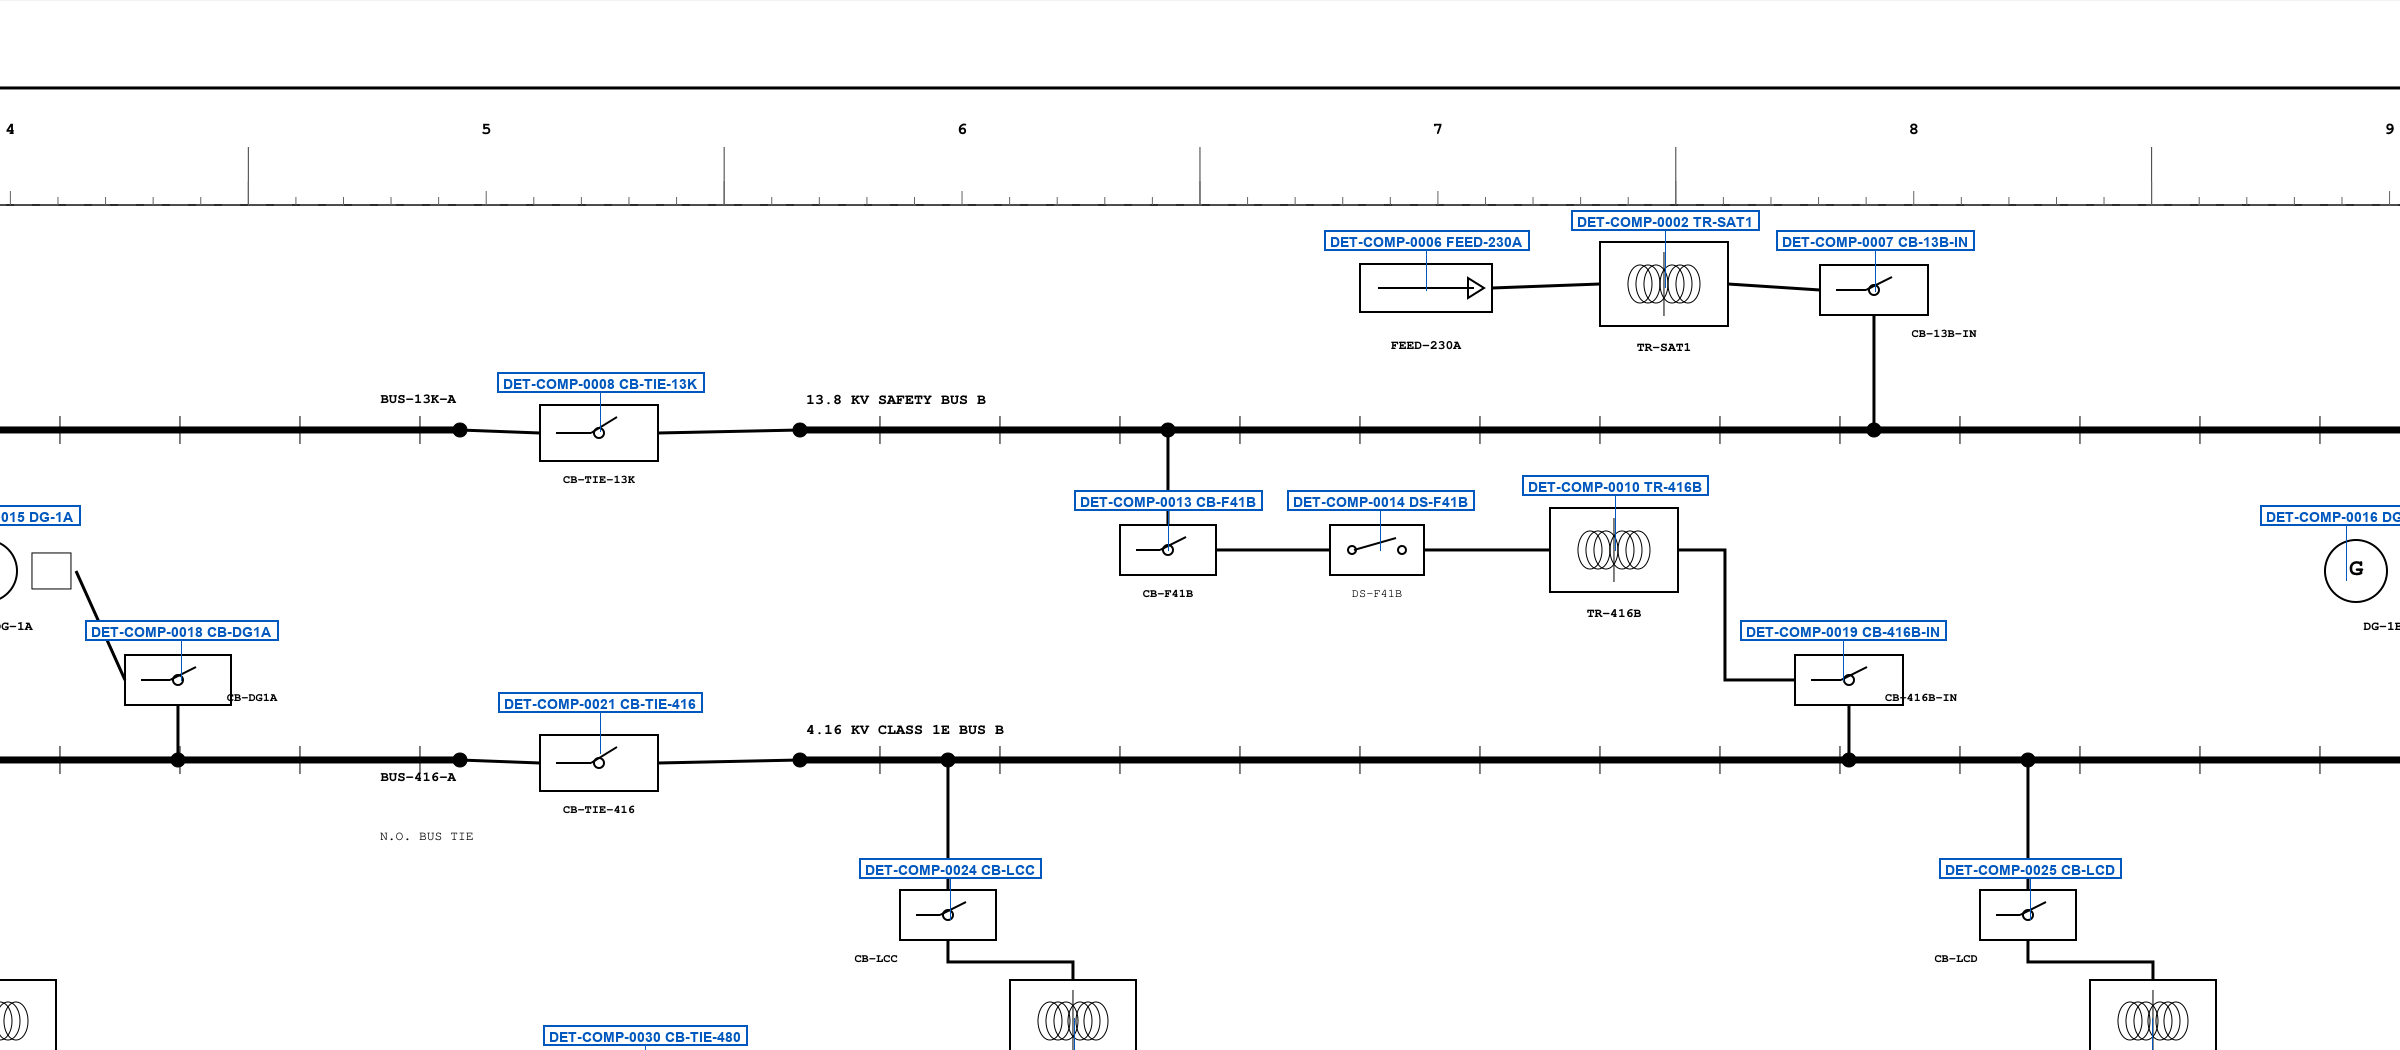 4 5 6 7 8 9
DET-COMP-0002 TR-SAT1
DET-COMP-0006 FEED-230A
DET-COMP-0007 CB-13B-IN
CB-13B-IN
FEED-230A
TR-SAT1
DET-COMP-0008 CB-TIE-13K
BUS-13K-A
13.8 KV SAFETY BUS B
CB-TIE-13K
DET-COMP-0010 TR-416B
DET-COMP-0013 CB-F41B
DET-COMP-0014 DS-F41B
015 DG-1A
DET-COMP-0016 DG
G
CB-F41B
DS-F41B
TR-416B
G-1A
DG-1
DET-COMP-0018 CB-DG1A
DET-COMP-0019 CB-416B-IN
CB-DG1A
CB-416B-IN
DET-COMP-0021 CB-TIE-416
4.16 KV CLASS 1E BUS B
BUS-416-A
CB-TIE-416
N.O. BUS TIE
DET-COMP-0024 CB-LCC
DET-COMP-0025 CB-LCD
CB-LCC
CB-LCD
DET-COMP-0030 CB-TIE-480